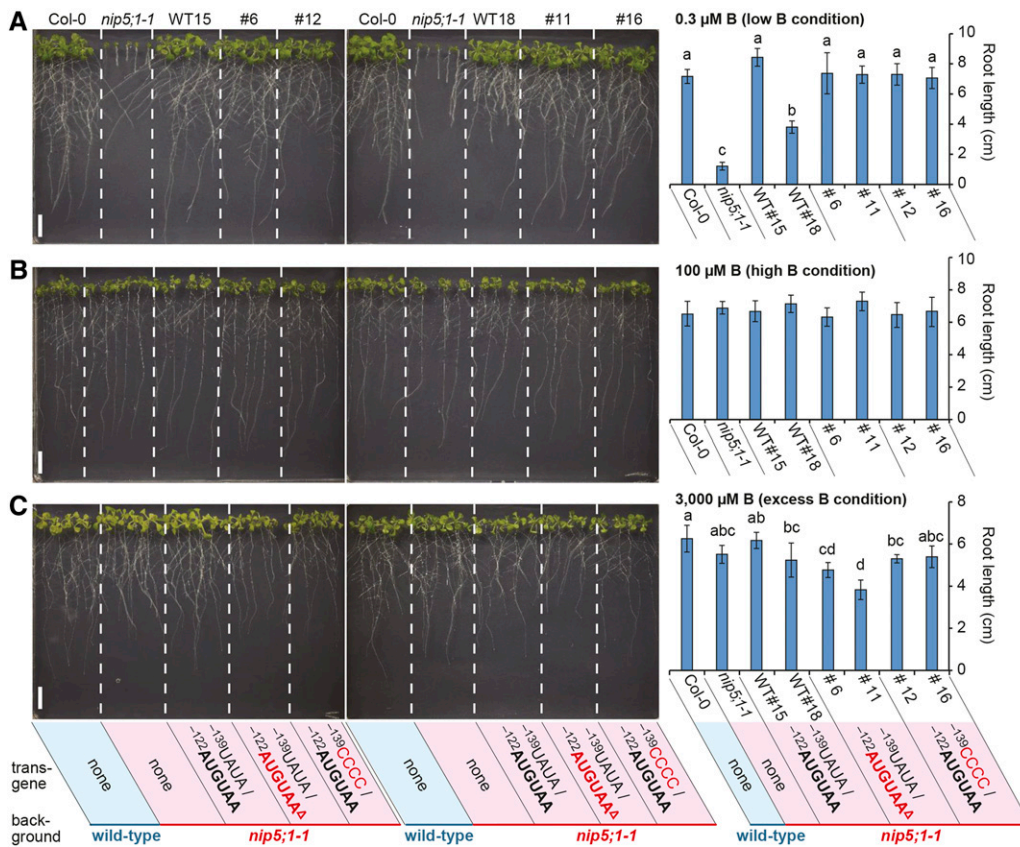 A
Col-0 nip5;1-1 WT15 #6 #12 Col-0 nip5;1-1 WT18 #11 #16
0.3 µM B (low B condition)
a c a b a a a a
10
8
6
4
2
0
Root length (cm)
Col-0 nip5;1-1 WT#15 WT#18 # 6 # 11 # 12 # 16
B
100 µM B (high B condition)
10
8
6
4
2
0
Root length (cm)
Col-0 nip5;1-1 WT#15 WT#18 # 6 # 11 # 12 # 16
C
3,000 µM B (excess B condition)
a abc ab bc cd d bc abc
8
6
4
2
0
Root length (cm)
Col-0 nip5;1-1 WT#15 WT#18 # 6 # 11 # 12 # 16
trans-
gene
none
none
–139UAUA /
–122AUGUAA
–139UAUA /
–122AUGUAAΔ
–139CCCC /
–122AUGUAA
none
none
–139UAUA /
–122AUGUAA
–139UAUA /
–122AUGUAAΔ
–139CCCC /
–122AUGUAA
none
none
–139UAUA /
–122AUGUAA
–139UAUA /
–122AUGUAAΔ
–139CCCC /
–122AUGUAA
back-
ground
wild-type nip5;1-1 wild-type nip5;1-1 wild-type nip5;1-1